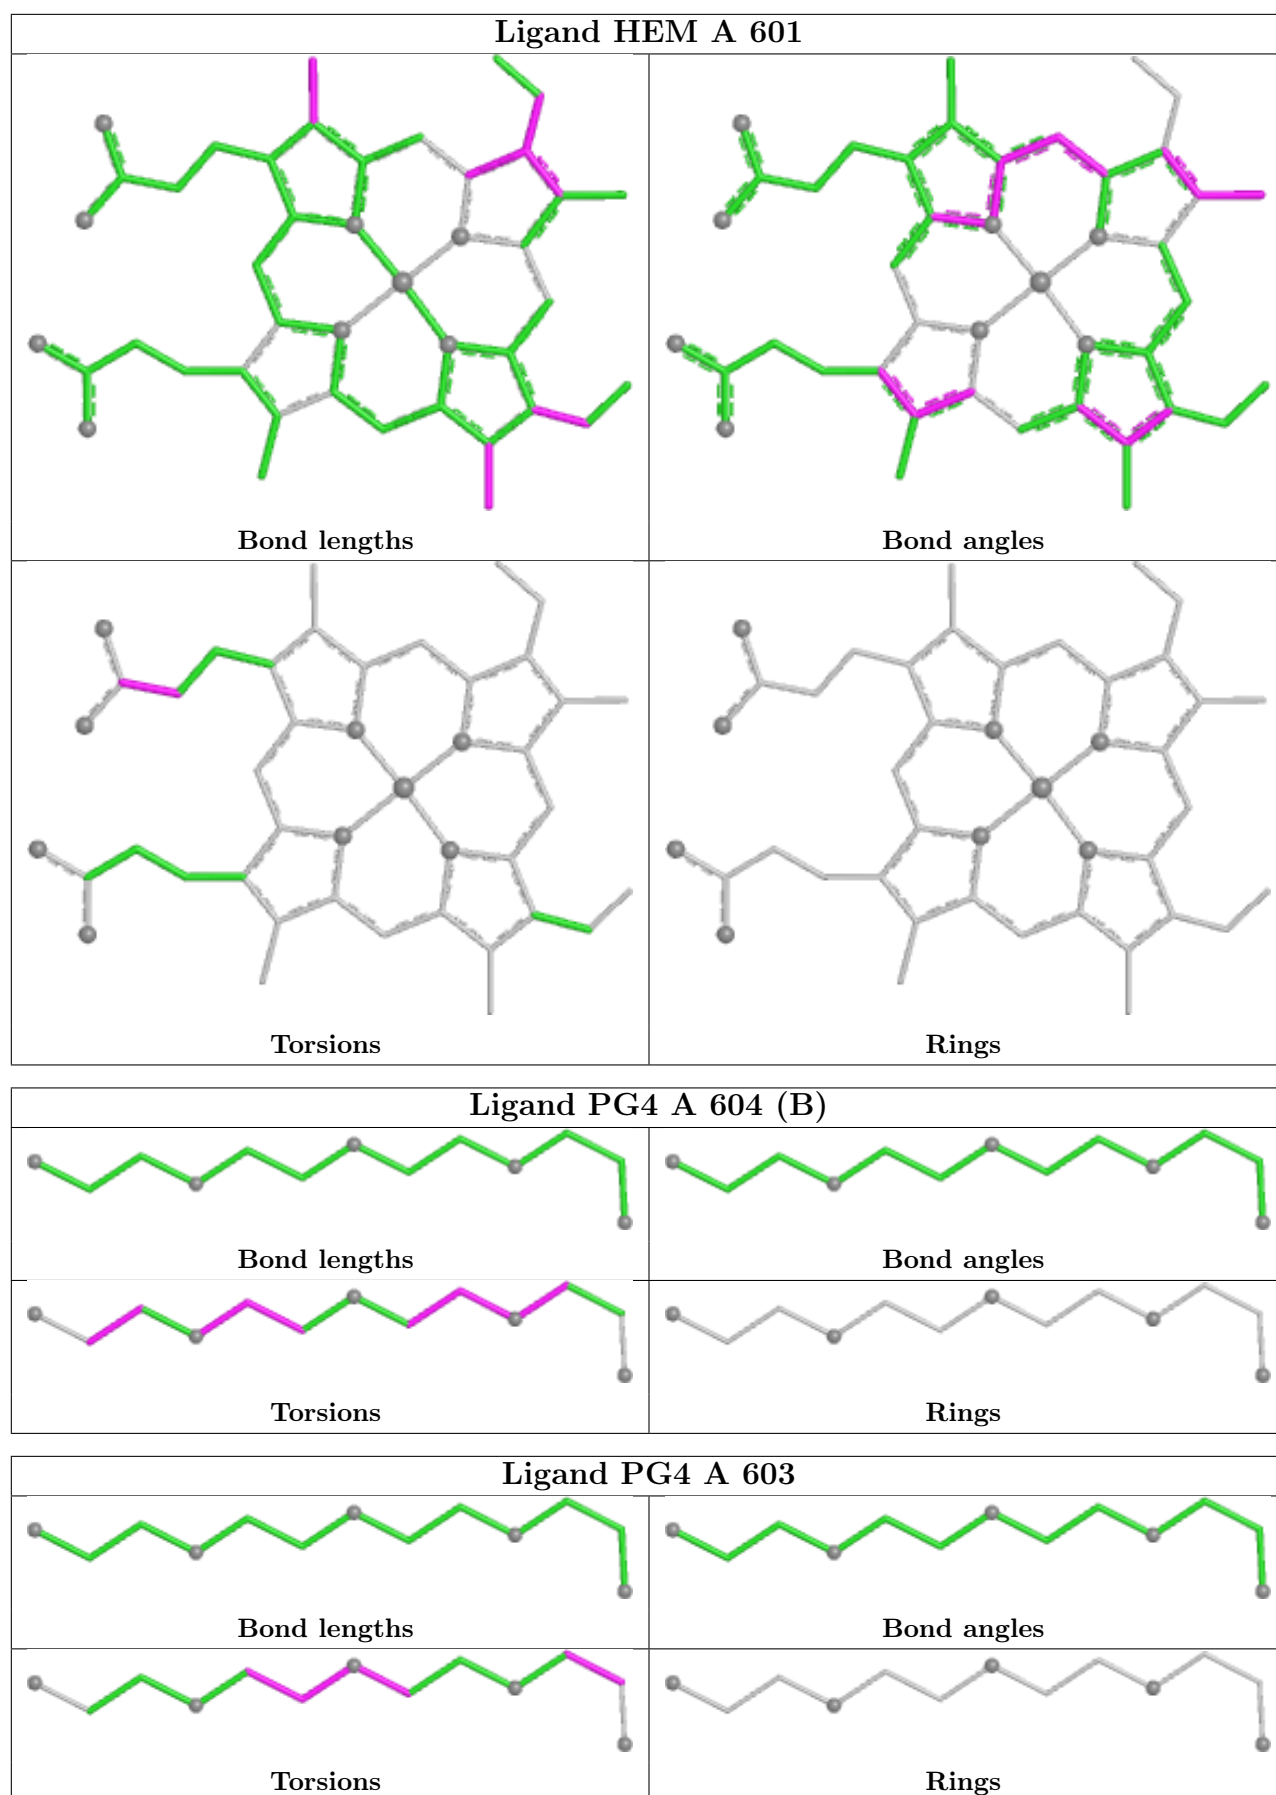 Ligand HEM A 601
Bond lengths
Bond angles
Torsions
Rings
Ligand PG4 A 604 (B)
Bond lengths
Bond angles
Torsions
Rings
Ligand PG4 A 603
Bond lengths
Bond angles
Torsions
Rings